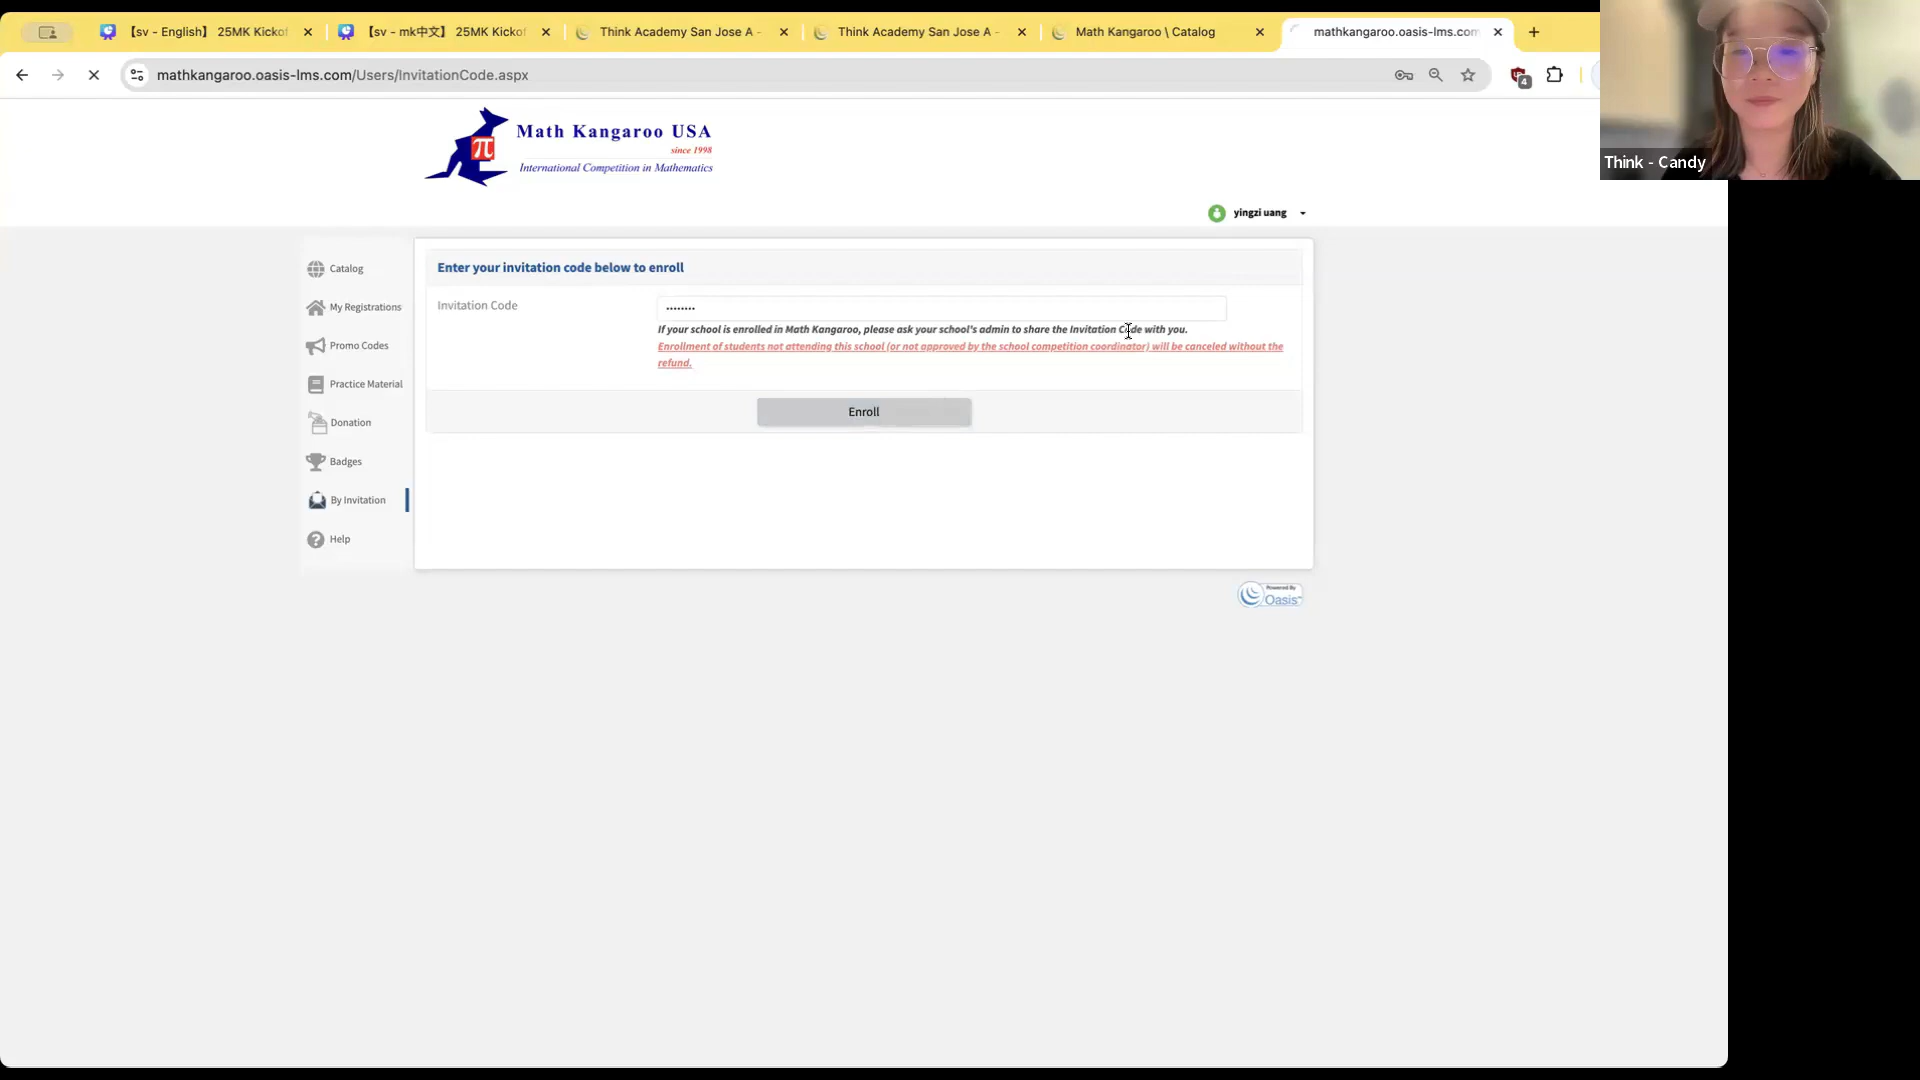 【sv - English】 25MK Kickof
【sv - mk中文】 25MK Kickof
Think Academy San Jose A -
Think Academy San Jose A -
Math Kangaroo \ Catalog
mathkangaroo.oasis-lms.com
mathkangaroo.oasis-lms.com/Users/InvitationCode.aspx
4
Think - Candy
π
Math Kangaroo USA
since 1998
International Competition in Mathematics
yingzi uang
Catalog
My Registrations
Promo Codes
Practice Material
Donation
Badges
By Invitation
Help
Enter your invitation code below to enroll
Invitation Code
••••••••
If your school is enrolled in Math Kangaroo, please ask your school's admin to share the Invitation Code with you.
Enrollment of students not attending this school (or not approved by the school competition coordinator) will be canceled without the
refund.
Enroll
Powered By
Oasis